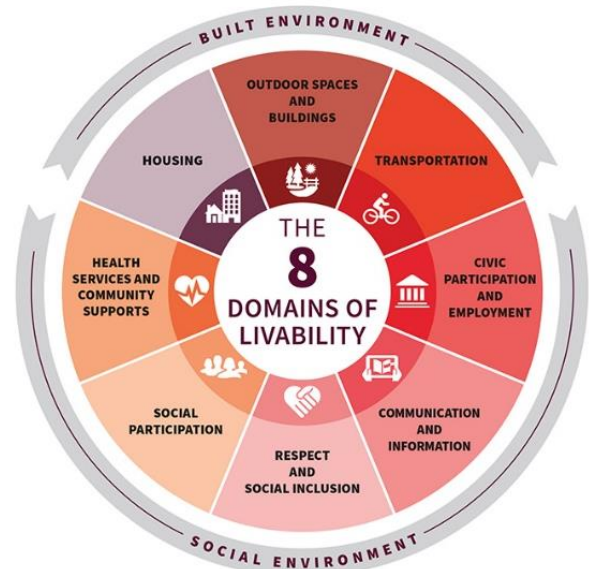 BUILT ENVIRONMENT
OUTDOOR SPACES
AND
BUILDINGS
HOUSING
TRANSPORTATION
THE
8
DOMAINS OF
LIVABILITY
HEALTH
SERVICES AND
COMMUNITY
SUPPORTS
CIVIC
PARTICIPATION
AND
EMPLOYMENT
SOCIAL
PARTICIPATION
COMMUNICATION
AND
INFORMATION
RESPECT
AND
SOCIAL INCLUSION
SOCIAL ENVIRONMENT